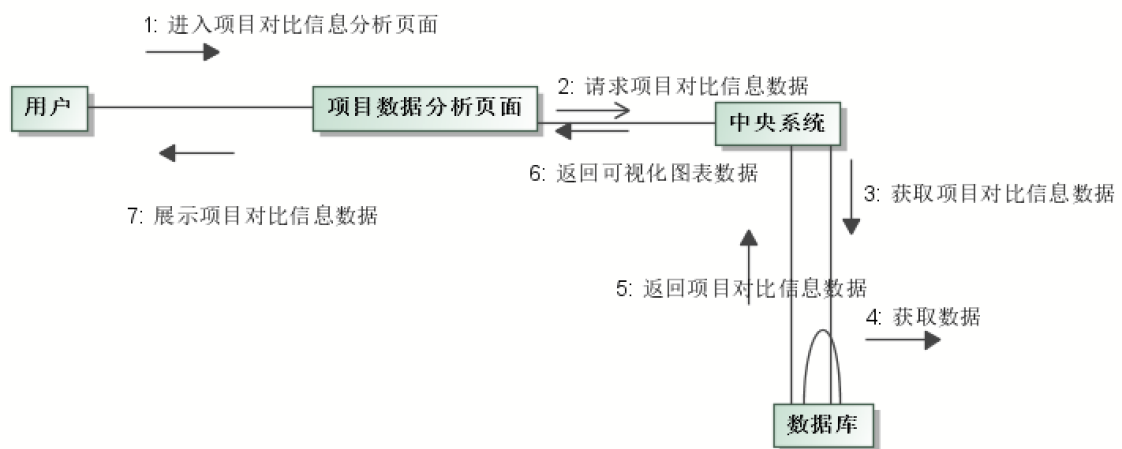 1: 进入项目对比信息分析页面
用户
项目数据分析页面
2: 请求项目对比信息数据
中央系统
6: 返回可视化图表数据
3: 获取项目对比信息数据
7: 展示项目对比信息数据
5: 返回项目对比信息数据
4: 获取数据
数据库